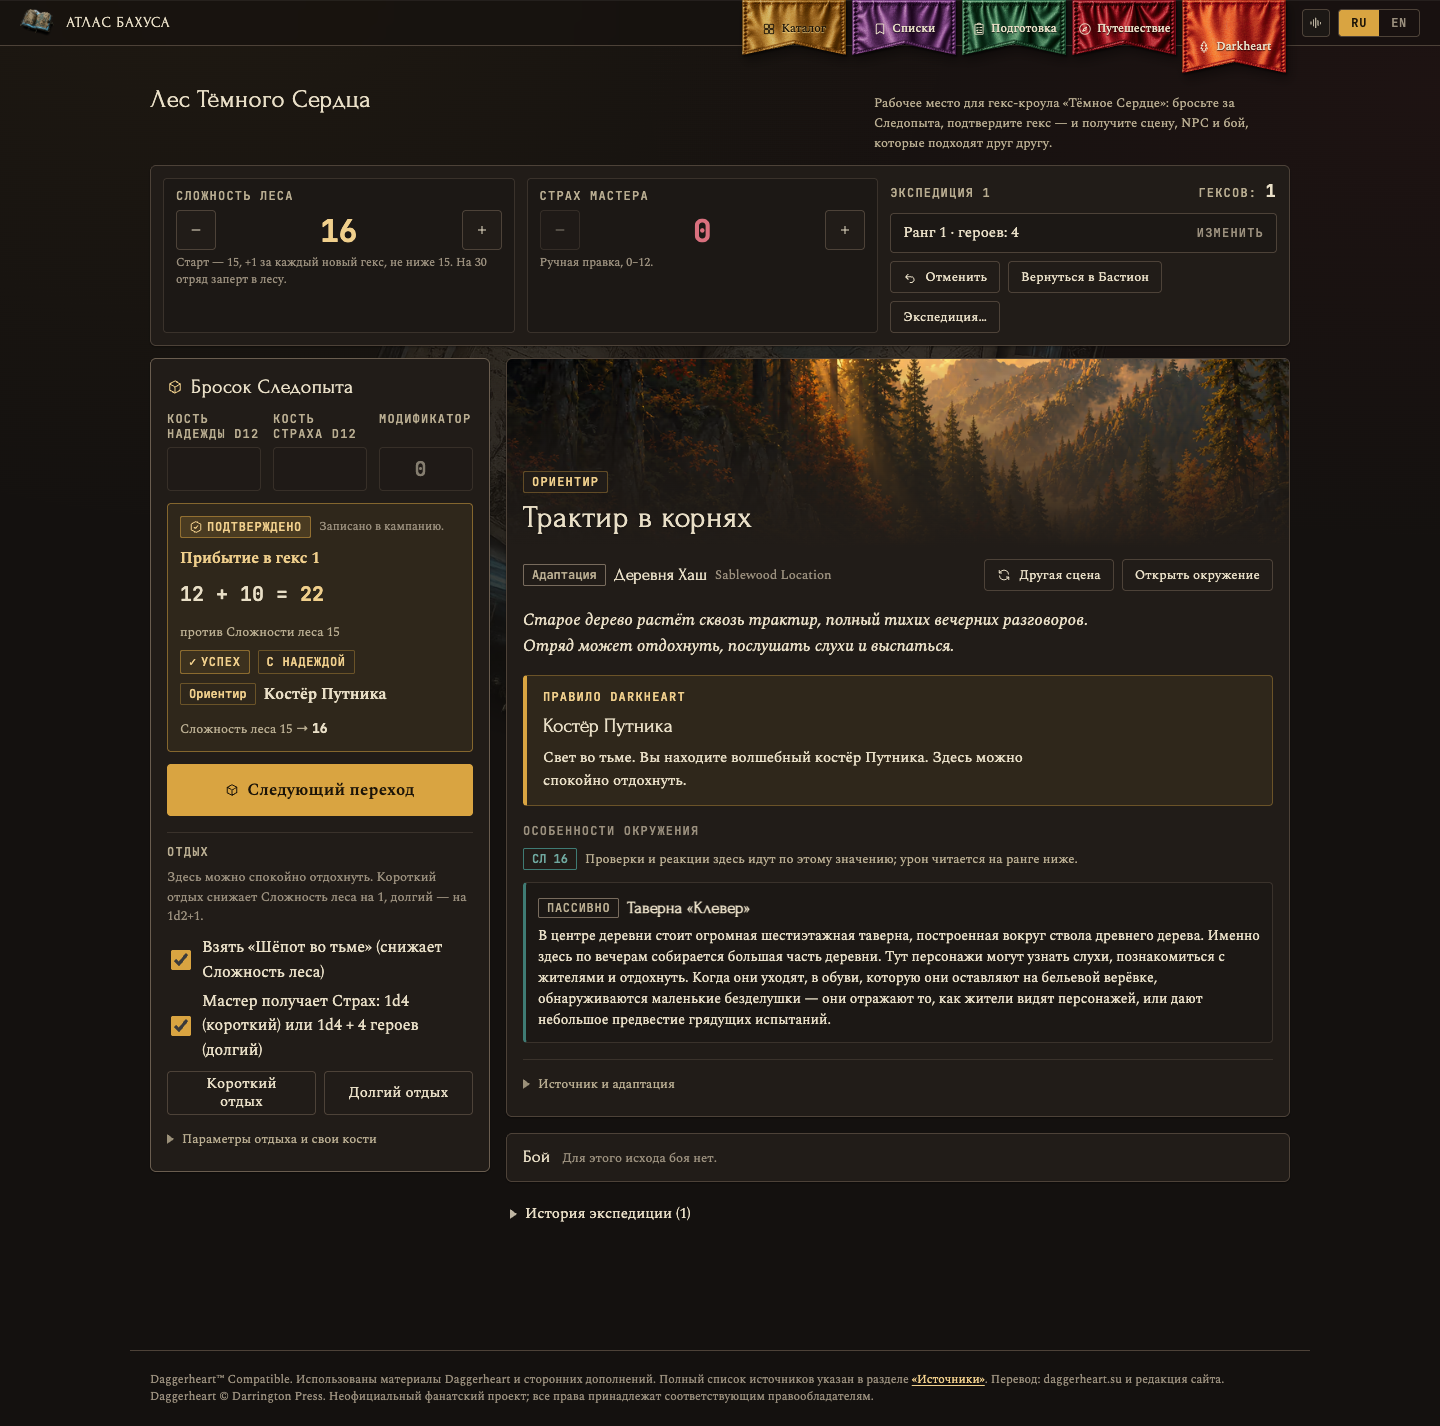 АТЛАС БАХУСА
Каталог
Списки
Подготовка
Путешествие
Darkheart
RU
EN
Лес Тёмного Сердца
Рабочее место для гекс-кроула «Тёмное Сердце»: бросьте за
Следопыта, подтвердите гекс — и получите сцену, NPC и бой,
которые подходят друг другу.
СЛОЖНОСТЬ ЛЕСА
− 16 +
Старт — 15, +1 за каждый новый гекс, не ниже 15. На 30
отряд заперт в лесу.
СТРАХ МАСТЕРА
− 0 +
Ручная правка, 0–12.
ЭКСПЕДИЦИЯ 1
ГЕКСОВ: 1
Ранг 1 · героев: 4
ИЗМЕНИТЬ
Отменить
Вернуться в Бастион
Экспедиция…
Бросок Следопыта
КОСТЬ
НАДЕЖДЫ D12
КОСТЬ
СТРАХА D12
МОДИФИКАТОР
0
ПОДТВЕРЖДЕНО
Записано в кампанию.
Прибытие в гекс 1
12 + 10 = 22
против Сложности леса 15
✓ УСПЕХ
С НАДЕЖДОЙ
Ориентир
Костёр Путника
Сложность леса 15 → 16
Следующий переход
ОТДЫХ
Здесь можно спокойно отдохнуть. Короткий
отдых снижает Сложность леса на 1, долгий — на
1d2+1.
Взять «Шёпот во тьме» (снижает
Сложность леса)
Мастер получает Страх: 1d4
(короткий) или 1d4 + 4 героев
(долгий)
Короткий
отдых
Долгий отдых
Параметры отдыха и свои кости
ОРИЕНТИР
Трактир в корнях
Адаптация
Деревня Хаш
Sablewood Location
Другая сцена
Открыть окружение
Старое дерево растёт сквозь трактир, полный тихих вечерних разговоров.
Отряд может отдохнуть, послушать слухи и выспаться.
ПРАВИЛО DARKHEART
Костёр Путника
Свет во тьме. Вы находите волшебный костёр Путника. Здесь можно
спокойно отдохнуть.
ОСОБЕННОСТИ ОКРУЖЕНИЯ
СЛ 16
Проверки и реакции здесь идут по этому значению; урон читается на ранге ниже.
ПАССИВНО
Таверна «Клевер»
В центре деревни стоит огромная шестиэтажная таверна, построенная вокруг ствола древнего дерева. Именно
здесь по вечерам собирается большая часть деревни. Тут персонажи могут узнать слухи, познакомиться с
жителями и отдохнуть. Когда они уходят, в обуви, которую они оставляют на бельевой верёвке,
обнаруживаются маленькие безделушки — они отражают то, как жители видят персонажей, или дают
небольшое предвестие грядущих испытаний.
Источник и адаптация
Бой
Для этого исхода боя нет.
История экспедиции (1)
Daggerheart™ Compatible. Использованы материалы Daggerheart и сторонних дополнений. Полный список источников указан в разделе «Источники». Перевод: daggerheart.su и редакция сайта.
Daggerheart © Darrington Press. Неофициальный фанатский проект; все права принадлежат соответствующим правообладателям.